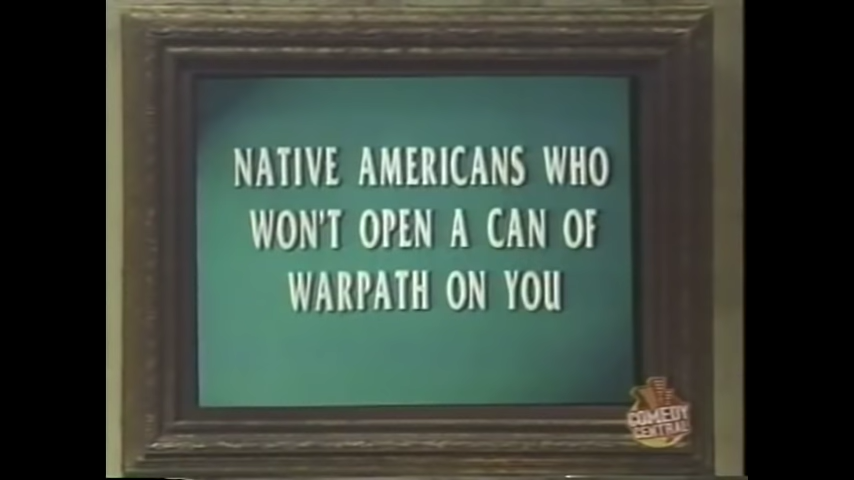 NATIVE AMERICANS WHO
WON'T OPEN A CAN OF
WARPATH ON YOU
COMEDY
CENTRAL